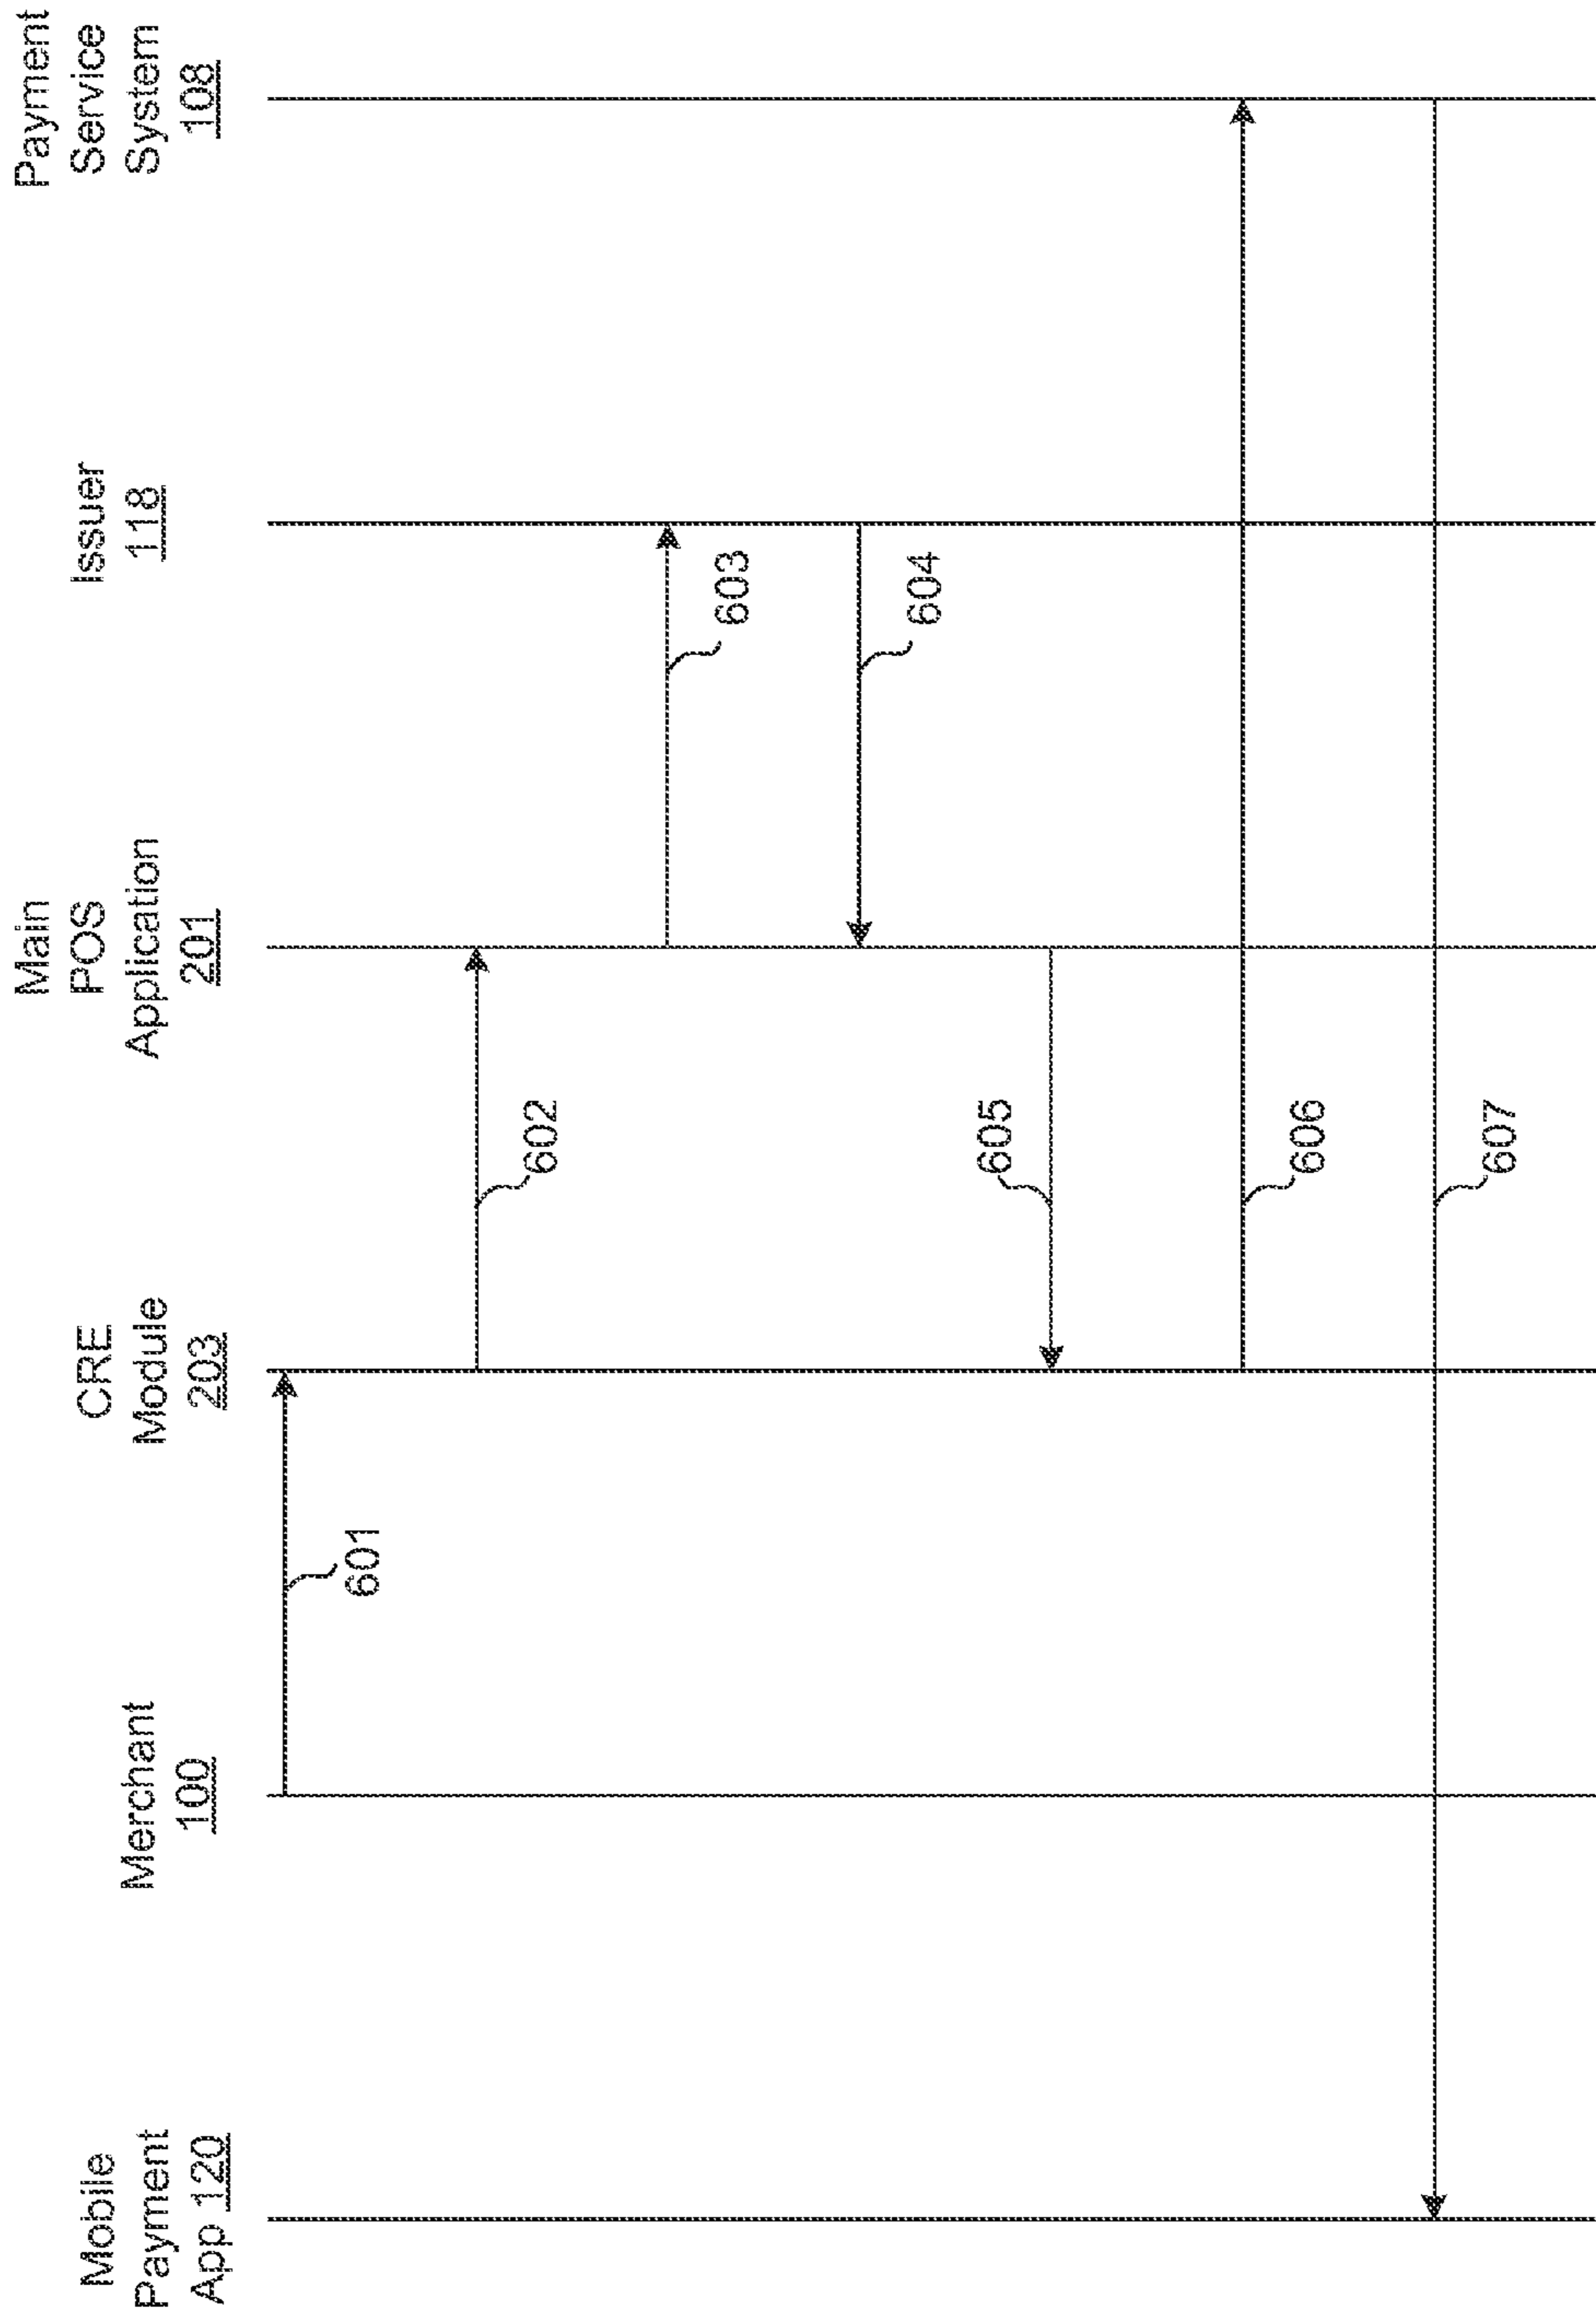 Mobile
Payment
App 120
Merchant
100
CRE
Module
203
Main
POS
Application
201
Issuer
118
Payment
Service
System
108
601
602
603
604
605
606
607